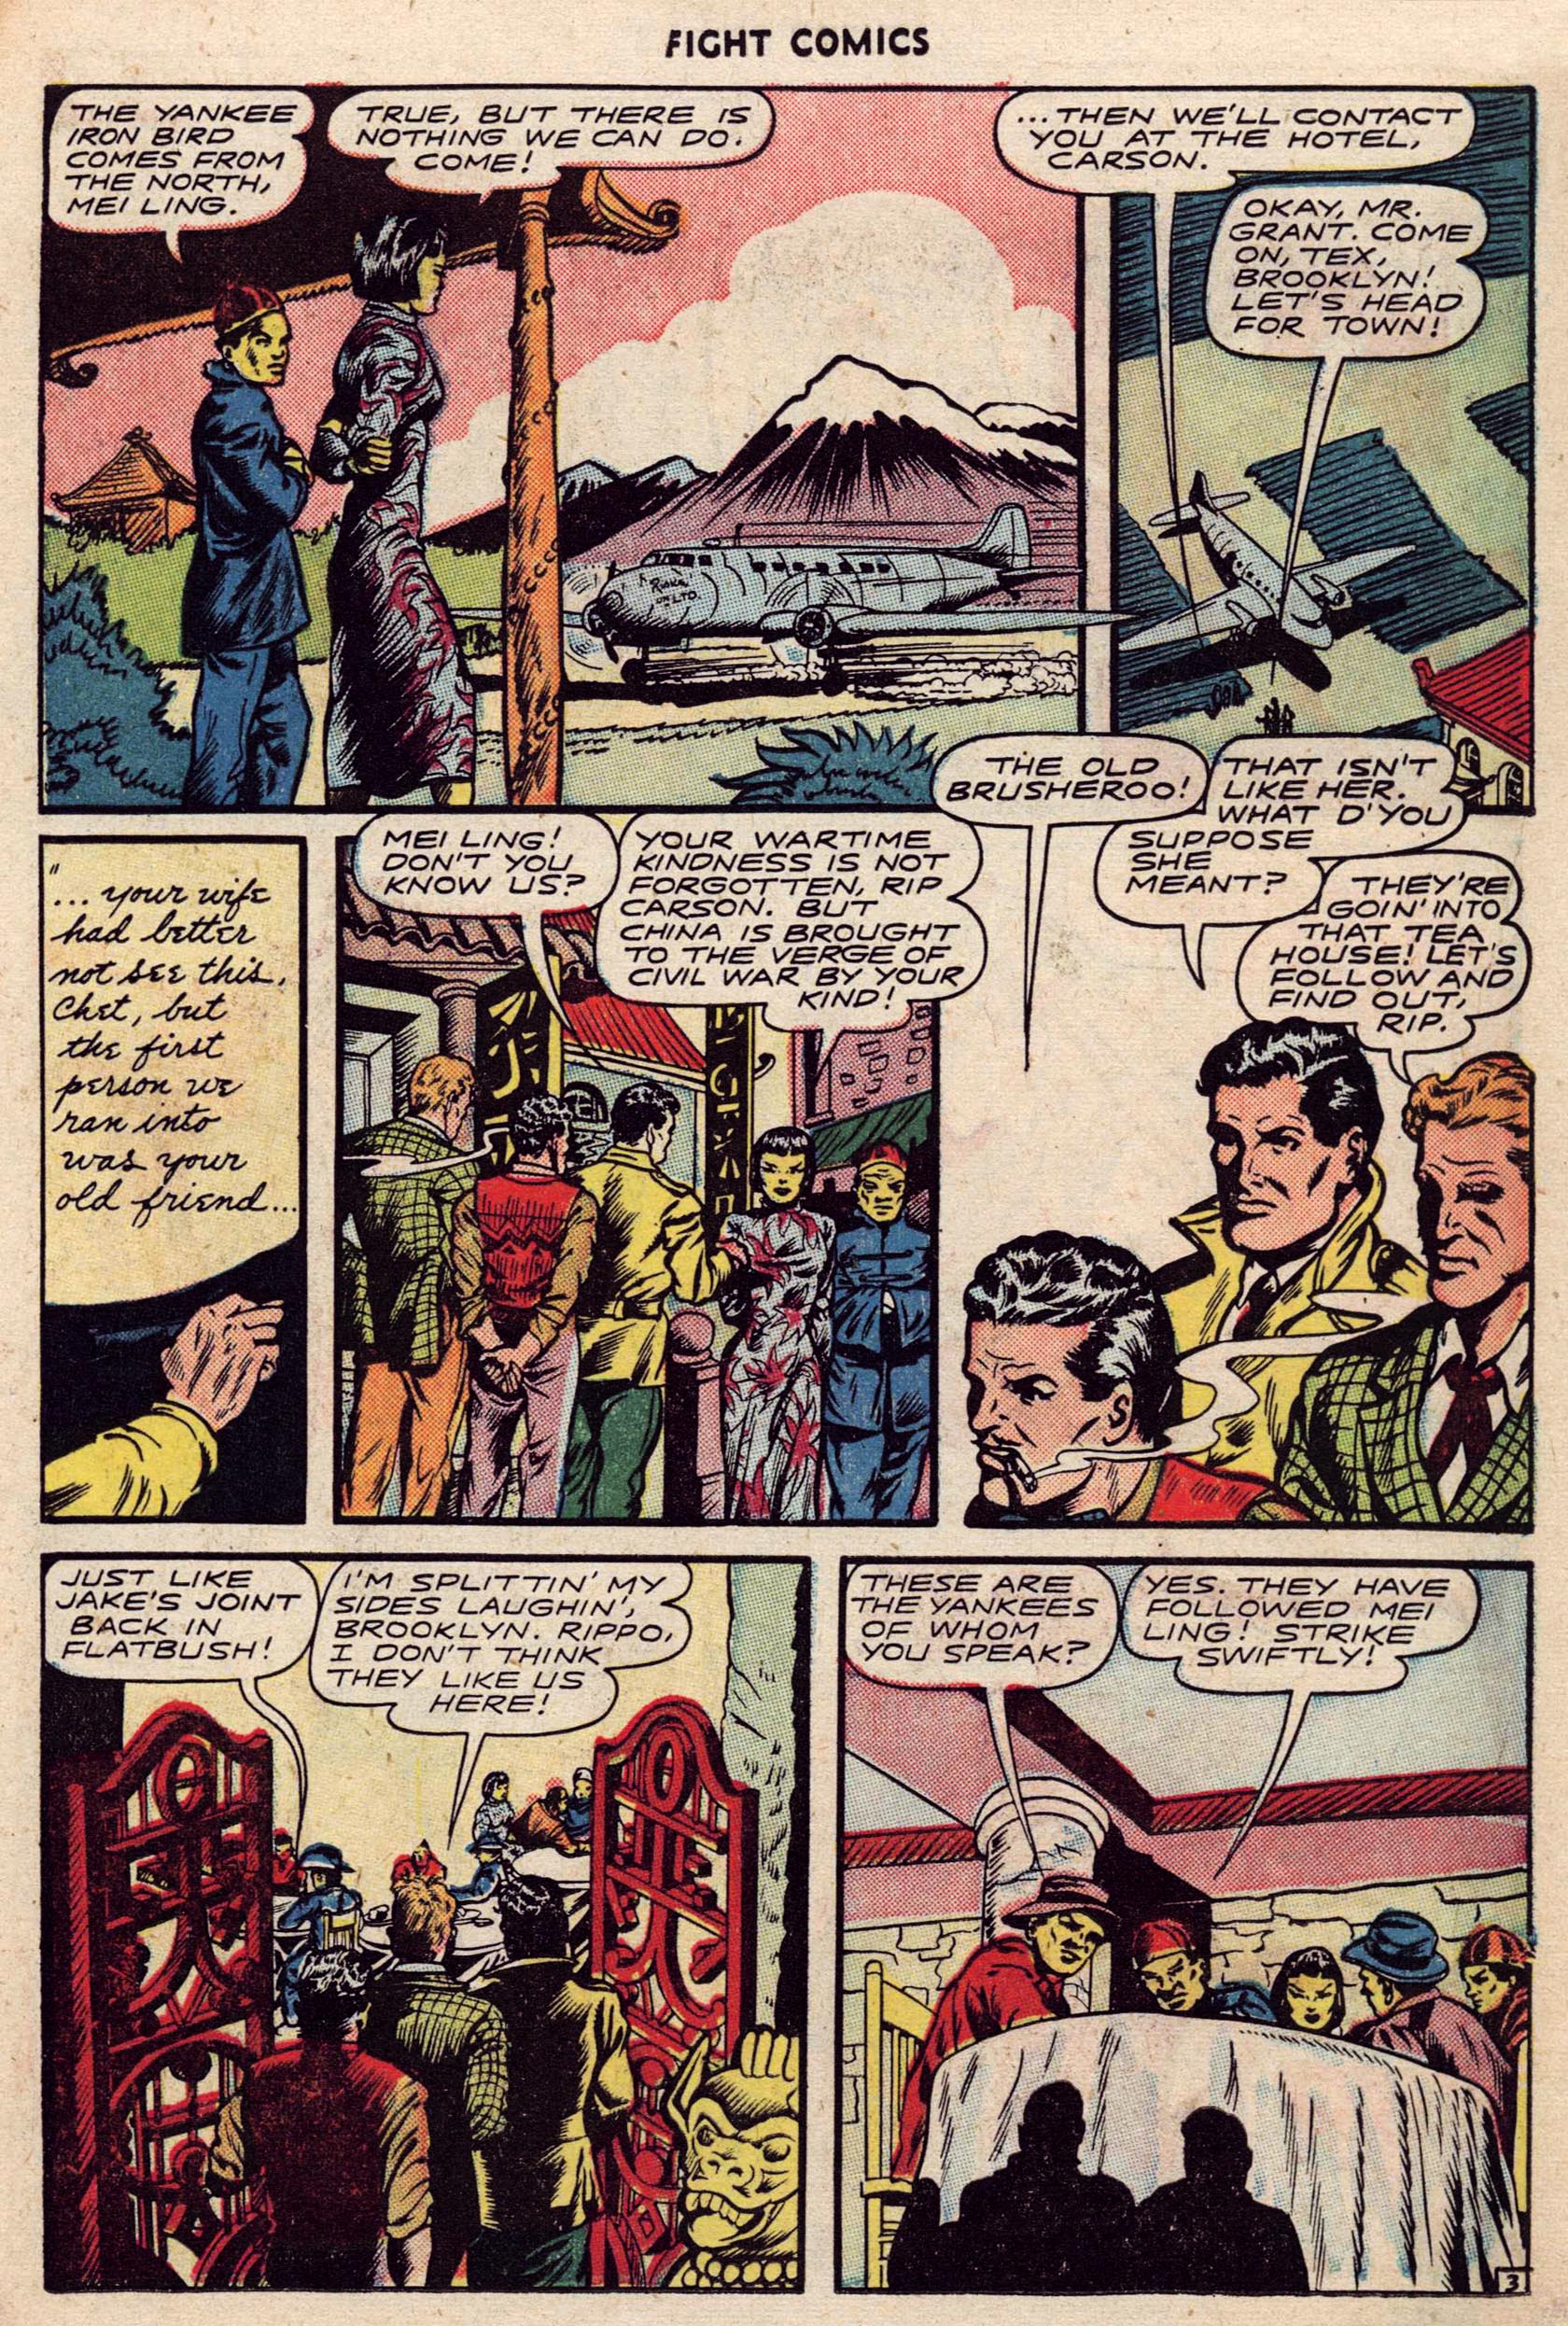 FIGHT COMICS
THE YANKEE
IRON BIRD
COMES FROM
THE NORTH,
MEI LING.
TRUE, BUT THERE IS
NOTHING WE CAN DO.
COME!
...THEN WE'LL CONTACT
YOU AT THE HOTEL,
CARSON.
OKAY, MR.
GRANT. COME
ON, TEX,
BROOKLYN!
LET'S HEAD
FOR TOWN!
"
... your wife
had better
not see this,
Chet, but
the first
person we
ran into
was your
old friend...
MEI LING!
DON'T YOU
KNOW US?
YOUR WARTIME
KINDNESS IS NOT
FORGOTTEN, RIP
CARSON. BUT
CHINA IS BROUGHT
TO THE VERGE OF
CIVIL WAR BY YOUR
KIND!
THE OLD
BRUSHEROO!
THAT ISN'T
LIKE HER.
WHAT D'YOU
SUPPOSE
SHE
MEANT?
THEY'RE
GOIN' INTO
THAT TEA
HOUSE! LET'S
FOLLOW AND
FIND OUT,
RIP.
JUST LIKE
JAKE'S JOINT
BACK IN
FLATBUSH!
I'M SPLITTIN' MY
SIDES LAUGHIN',
BROOKLYN. RIPPO,
I DON'T THINK
THEY LIKE US
HERE!
THESE ARE
THE YANKEES
OF WHOM
YOU SPEAK?
YES. THEY HAVE
FOLLOWED MEI
LING! STRIKE
SWIFTLY!
3